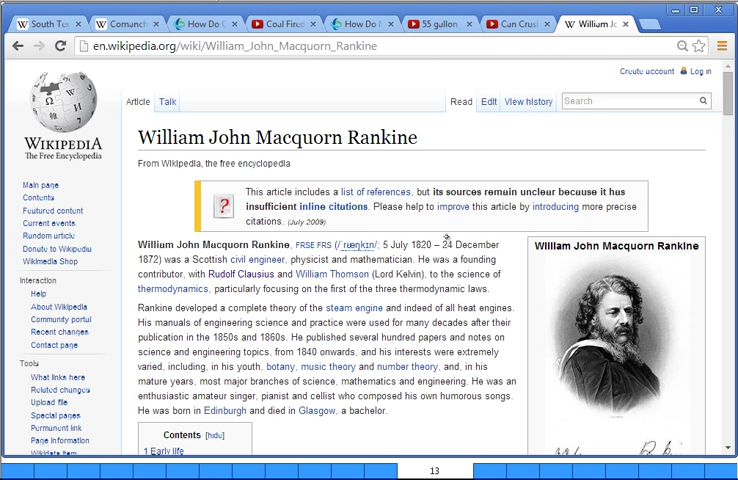 South Te
Comanch
How Do C
Coal Fired
How Do N
55 gallon
Can Crus
William Jo
en.wikipedia.org/wiki/William_John_Macquorn_Rankine
Create account Log in
Article Talk Read Edit View history Search
WIKIPEDIA
The Free Encyclopedia
Main page
Contents
Featured content
Current events
Random article
Donate to Wikipedia
Wikimedia Shop
Interaction
Help
About Wikipedia
Community portal
Recent changes
Contact page
Tools
What links here
Related changes
Upload file
Special pages
Permanent link
Page information
Wikidata item
William John Macquorn Rankine
From Wikipedia, the free encyclopedia
This article includes a list of references, but its sources remain unclear because it has
insufficient inline citations. Please help to improve this article by introducing more precise
citations. (July 2009)
William John Macquorn Rankine, FRSE FRS (/ˈræŋkɪn/; 5 July 1820 – 24 December
1872) was a Scottish civil engineer, physicist and mathematician. He was a founding
contributor, with Rudolf Clausius and William Thomson (Lord Kelvin), to the science of
thermodynamics, particularly focusing on the first of the three thermodynamic laws.
Rankine developed a complete theory of the steam engine and indeed of all heat engines.
His manuals of engineering science and practice were used for many decades after their
publication in the 1850s and 1860s. He published several hundred papers and notes on
science and engineering topics, from 1840 onwards, and his interests were extremely
varied, including, in his youth, botany, music theory and number theory, and, in his
mature years, most major branches of science, mathematics and engineering. He was an
enthusiastic amateur singer, pianist and cellist who composed his own humorous songs.
He was born in Edinburgh and died in Glasgow, a bachelor.
Contents [hide]
1 Early life
William John Macquorn Rankine
13